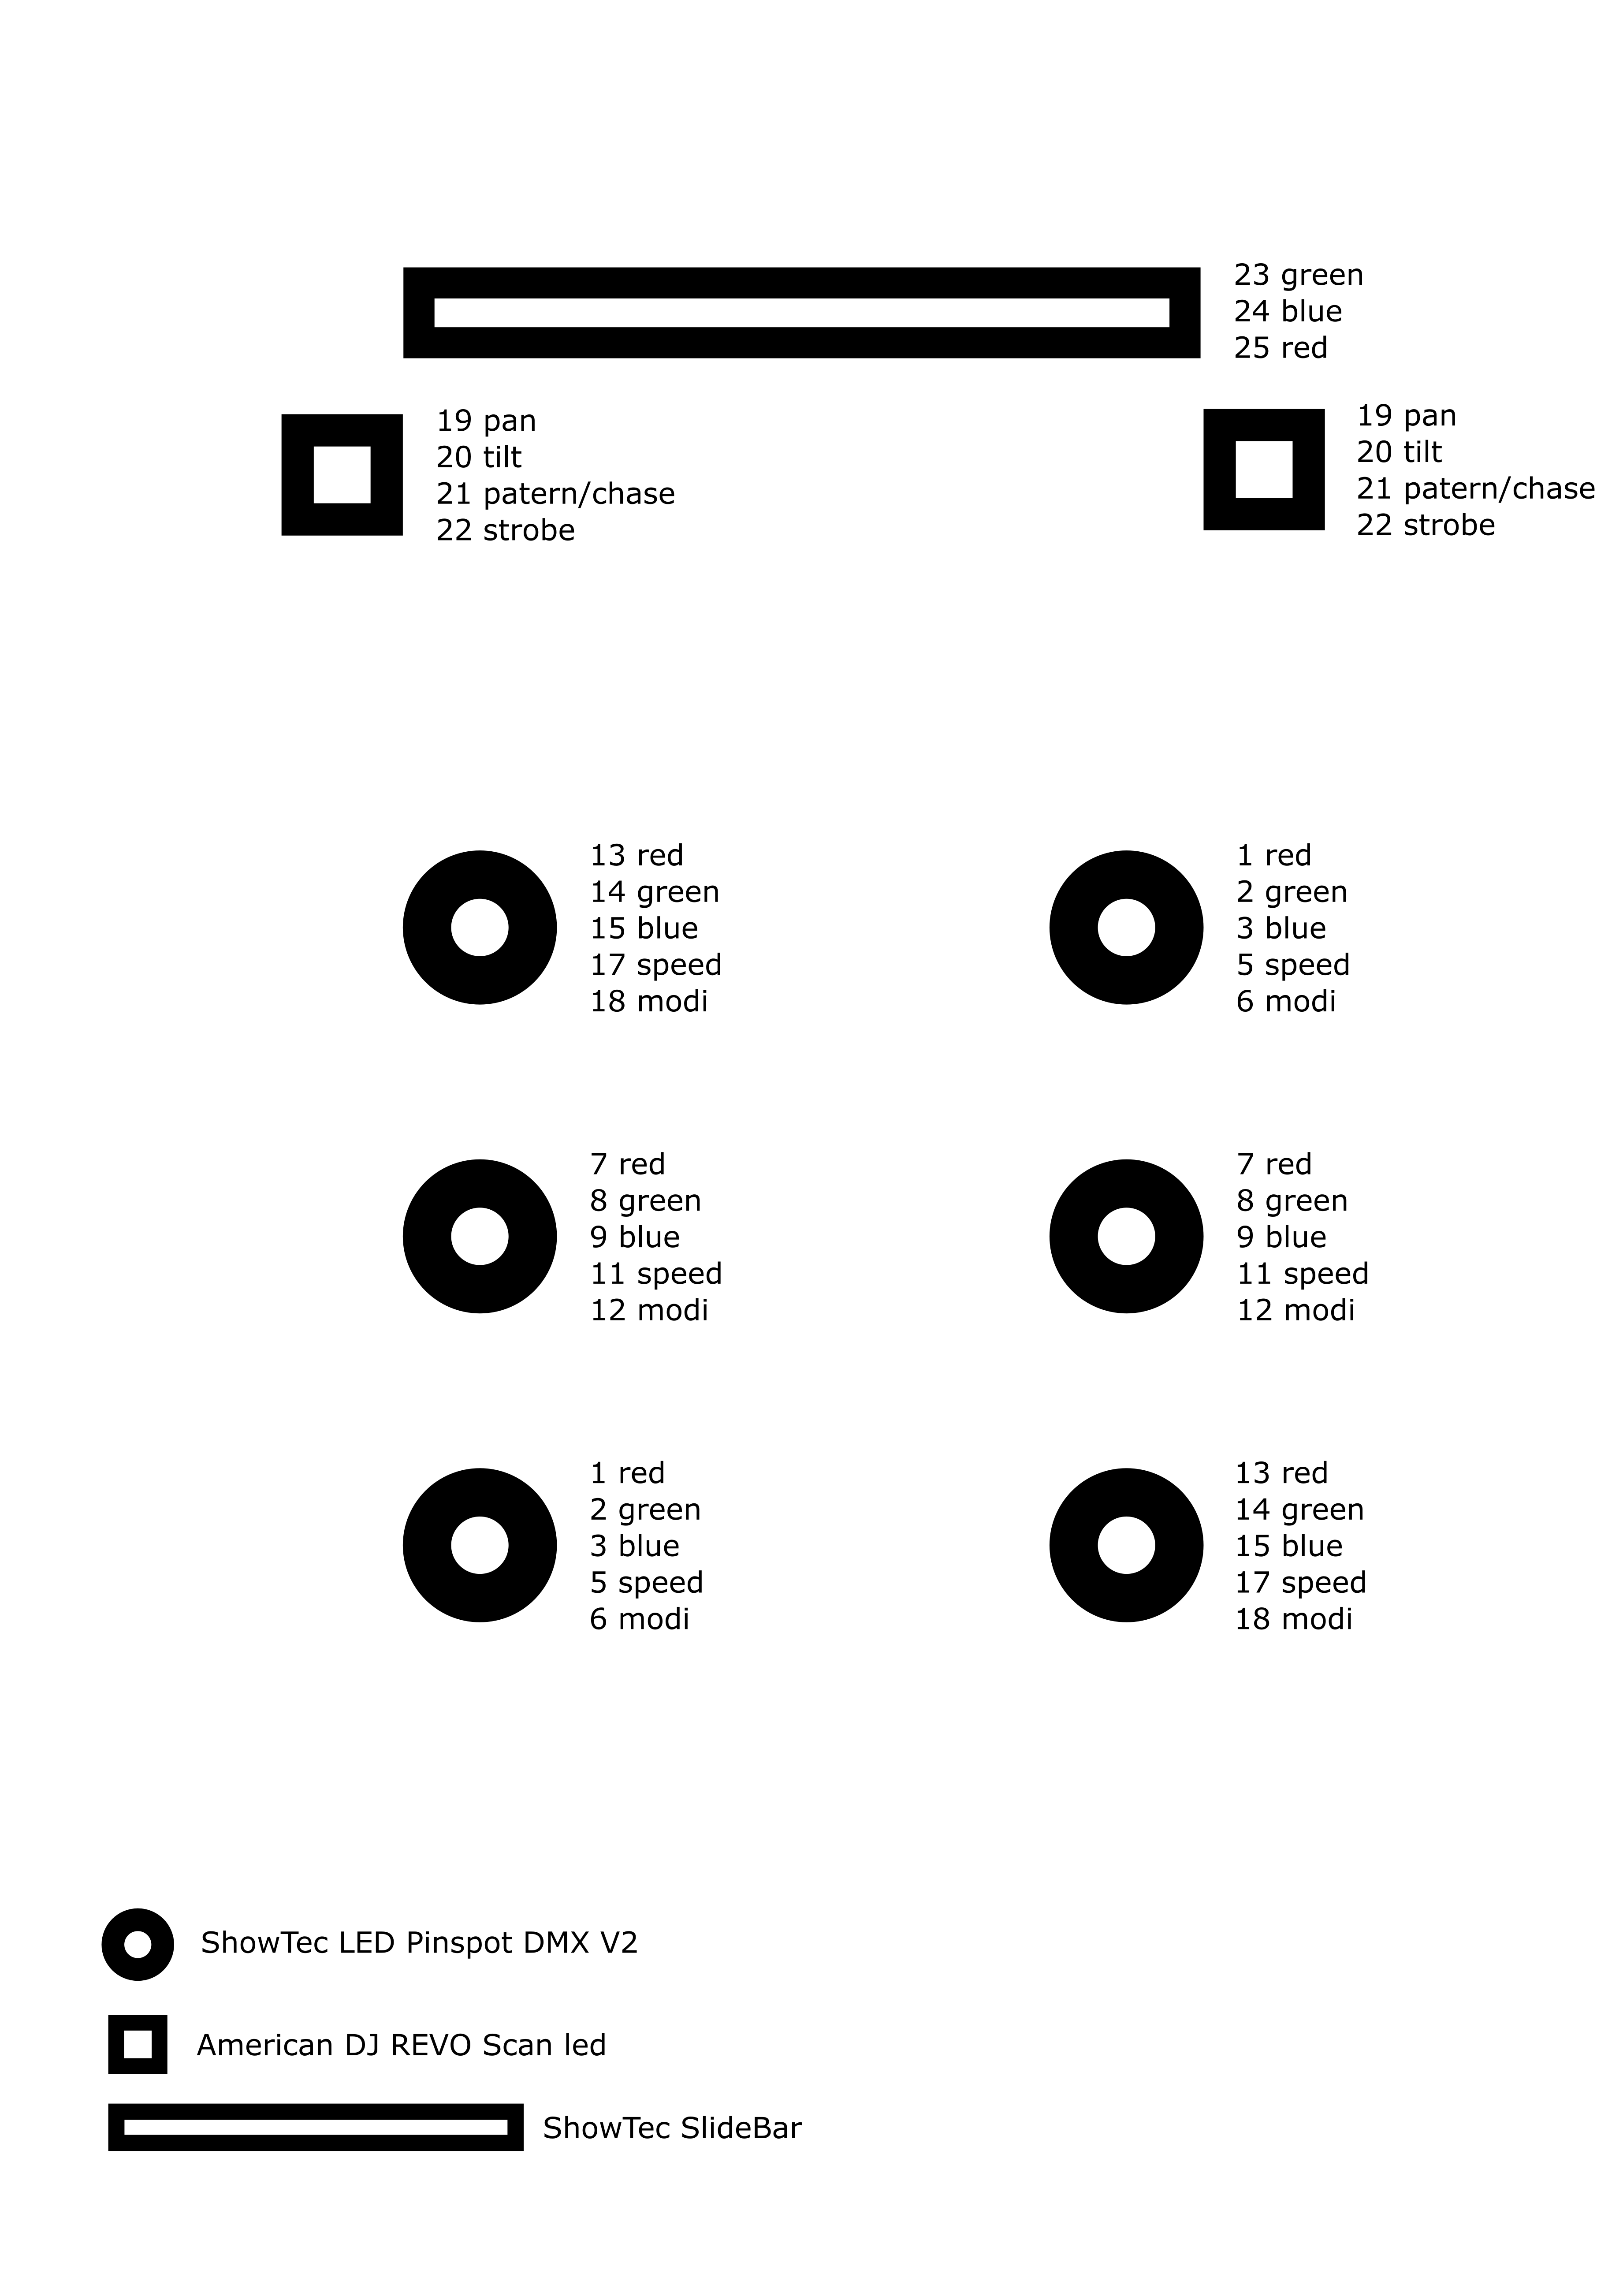 23 green
24 blue
25 red
19 pan
20 tilt
21 patern/chase
22 strobe
19 pan
20 tilt
21 patern/chase
22 strobe
13 red
14 green
15 blue
17 speed
18 modi
1 red
2 green
3 blue
5 speed
6 modi
7 red
8 green
9 blue
11 speed
12 modi
7 red
8 green
9 blue
11 speed
12 modi
1 red
2 green
3 blue
5 speed
6 modi
13 red
14 green
15 blue
17 speed
18 modi
ShowTec LED Pinspot DMX V2
American DJ REVO Scan led
ShowTec SlideBar